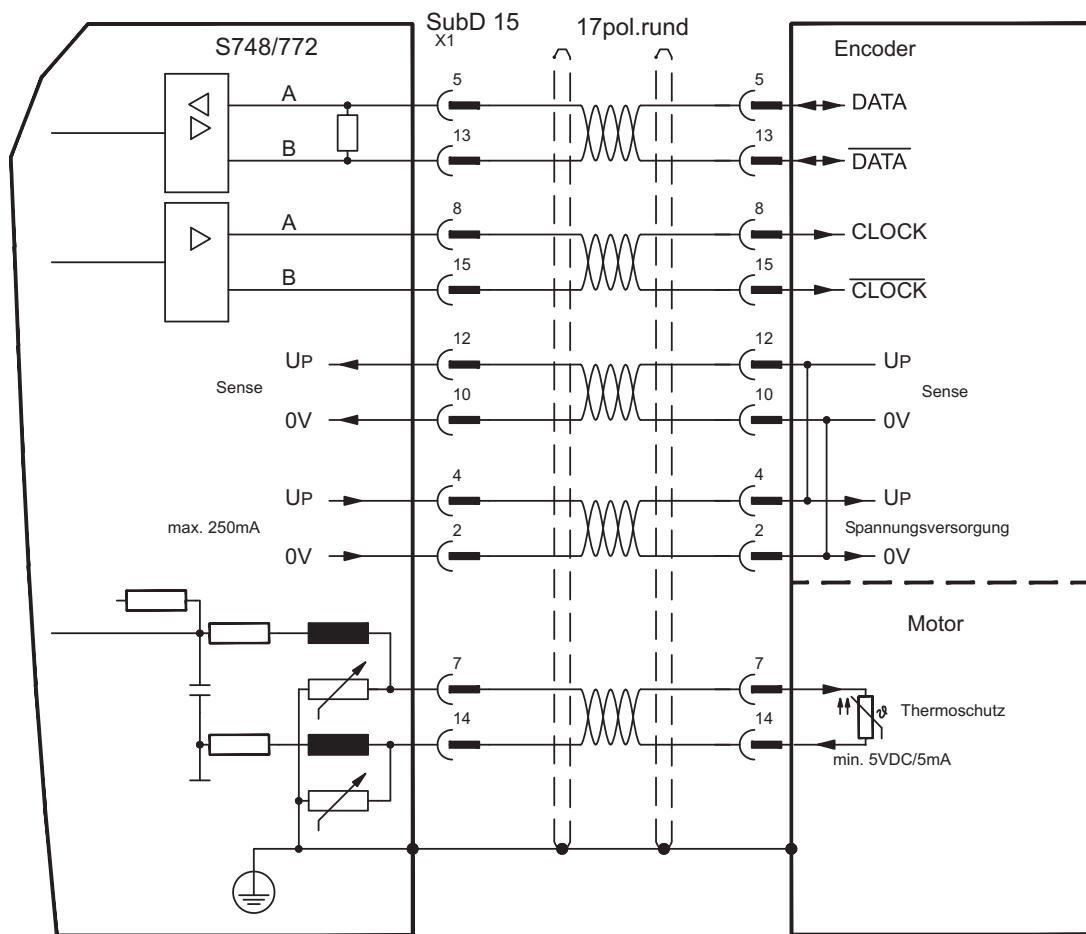 SubD 15
X1
17pol.rund
S748/772
Encoder
A
5
5
DATA
B
13
13
DATA
A
8
8
CLOCK
B
15
15
CLOCK
UP
12
12
UP
Sense
Sense
0V
10
10
0V
UP
4
4
UP
max. 250mA
Spannungsversorgung
0V
2
2
0V
Motor
7
7
Thermoschutz
ϑ
14
14
min. 5VDC/5mA